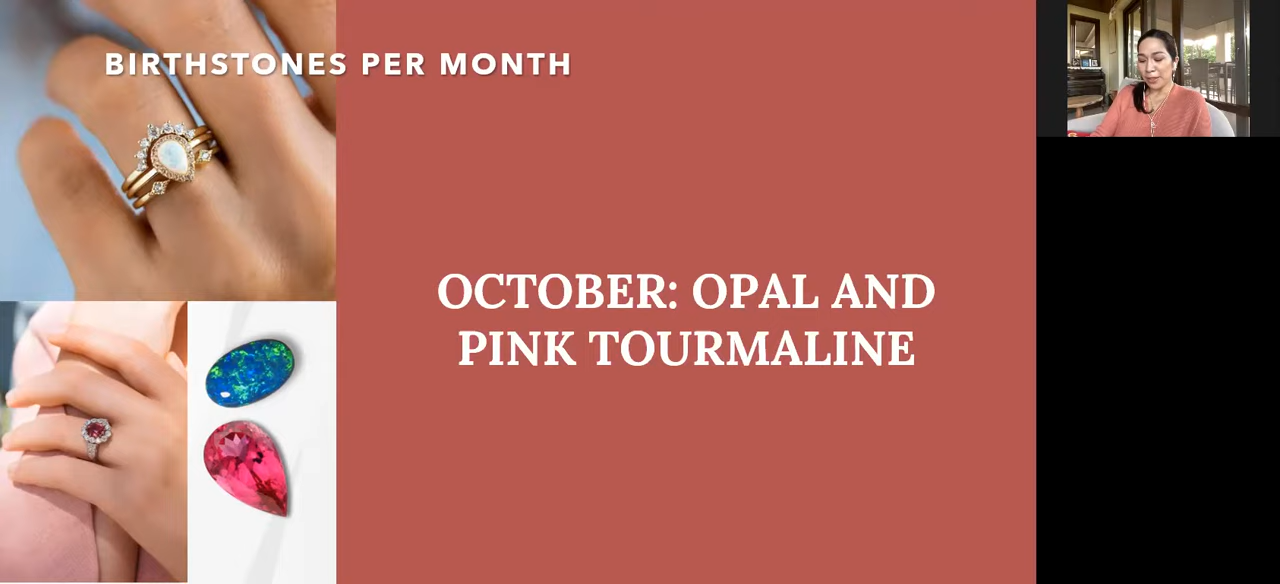 BIRTHSTONES PER MONTH
OCTOBER: OPAL AND
PINK TOURMALINE